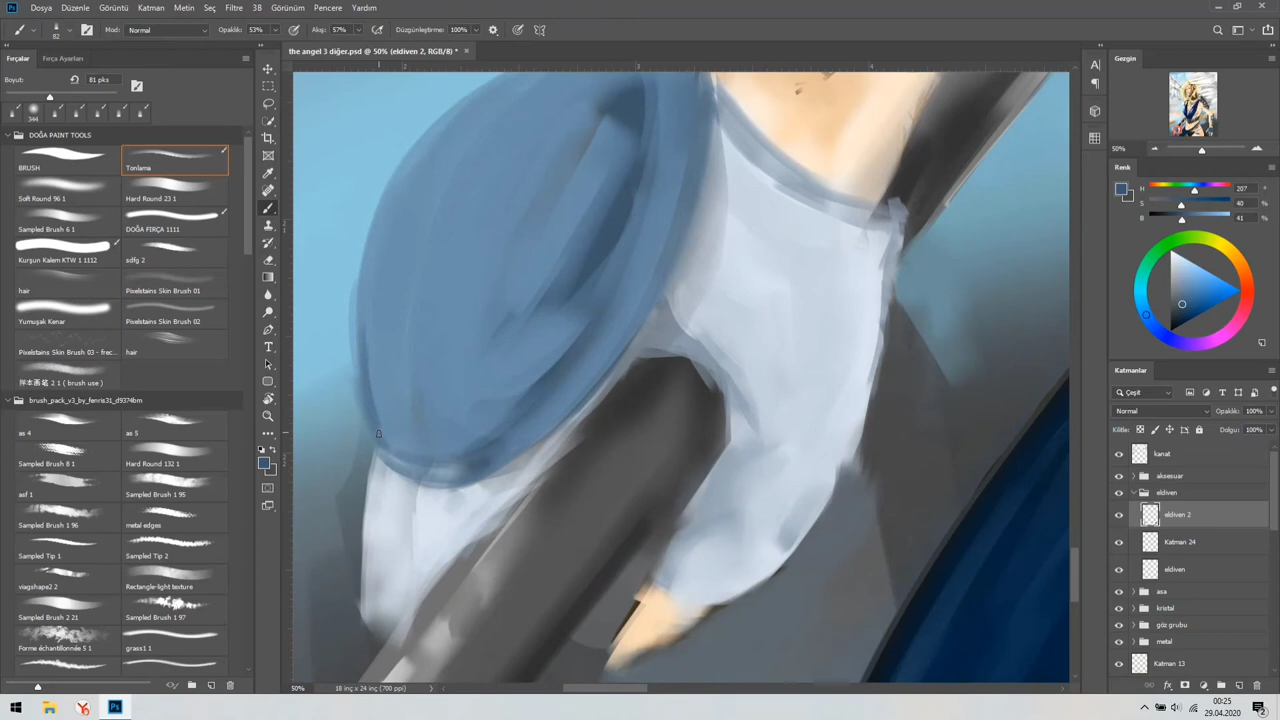 Dosya Düzenle Görüntü Katman Metin Seç Filtre 3B Görünüm Pencere Yardım
82 Mod: Normal Opaklık: 53% Akış: 57% Düzgünleştirme: 100%
Fırçalar Fırça Ayarları
the angel 3 diğer.psd @ 50% (eldiven 2, RGB/8) *
Boyut: 81 pks
344
DOĞA PAINT TOOLS
BRUSH Tonlama
Soft Round 96 1 Hard Round 23 1
Sampled Brush 6 1 DOĞA FIRÇA 1111
Kurşun Kalem KTW 1 1112 sdfg 2
hair Pixelstains Skin Brush 01
Yumuşak Kenar Pixelstains Skin Brush 02
Pixelstains Skin Brush 03 - frec... hair
样本画笔 2 1 ( brush use )
brush_pack_v3_by_fenris31_d9374bm
as 4 as 5
Sampled Brush 8 1 Hard Round 132 1
asf 1 Sampled Brush 1 95
Sampled Brush 1 96 metal edges
Sampled Tip 1 Sampled Tip 2
viagshape2 2 Rectangle-light texture
Sampled Brush 2 21 Sampled Brush 1 97
Forme échantillonnée 5 1 grass1 1
2 3 4
50% 18 inç x 24 inç (700 ppi)
Gezgin
50%
Renk
H 207 °
S 40 %
B 41 %
Katmanlar
Çeşit
Normal Opaklık: 100%
Kilitle: Dolgu: 100%
kanat
aksesuar
eldiven
eldiven 2
Katman 24
eldiven
asa
kristal
göz grubu
metal
Katman 13
00:25
29.04.2020
2